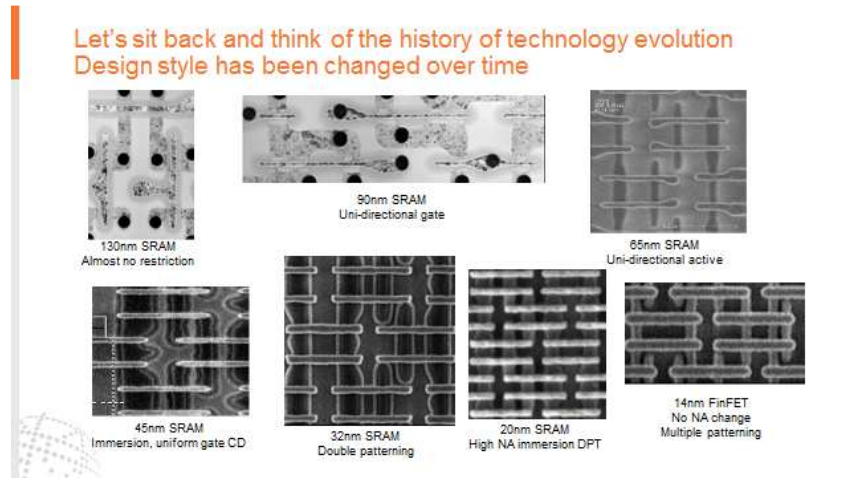 Let's sit back and think of the history of technology evolution
Design style has been changed over time
130nm SRAM
Almost no restriction
90nm SRAM
Uni-directional gate
65nm SRAM
Uni-directional active
45nm SRAM
Immersion, uniform gate CD
32nm SRAM
Double patterning
20nm SRAM
High NA immersion DPT
14nm FinFET
No NA change
Multiple patterning